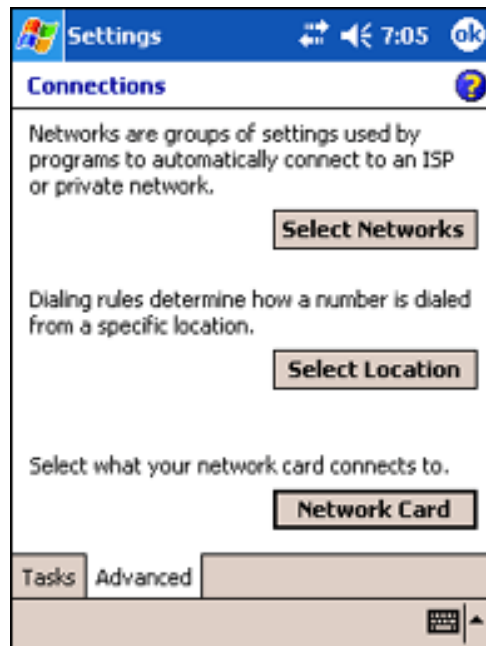 Settings 7:05 ok
Connections ?
Networks are groups of settings used by
programs to automatically connect to an ISP
or private network.
Select Networks
Dialing rules determine how a number is dialed
from a specific location.
Select Location
Select what your network card connects to.
Network Card
Tasks Advanced